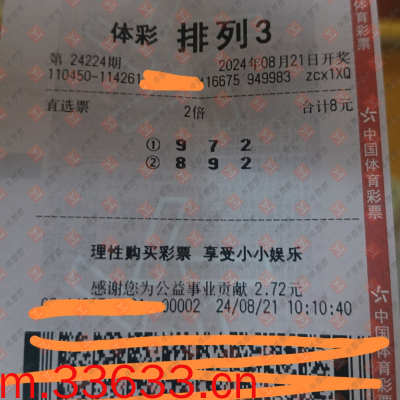 体彩 排列3
第 24224期 2024年08月21日开奖
110450-114261 16675 949983 zcx1XQ
直选票 2倍 合计8元
① 9 7 2
② 8 9 2
理性购买彩票 享受小小娱乐
感谢您为公益事业贡献 2.72元
00002 24/08/21 10:10:40
中国体育彩票
中国体育彩票
m.33633.cn